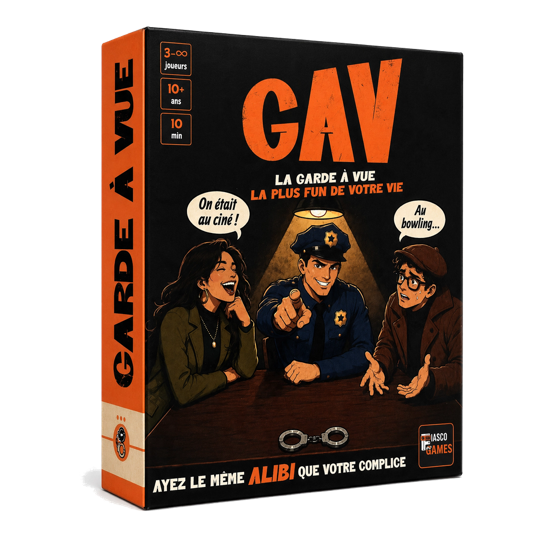 GARDE À VUE
3-∞
joueurs
10+
ans
10
min
GAV
LA GARDE À VUE
LA PLUS FUN DE VOTRE VIE
On était
au ciné !
Au
bowling...
AYEZ LE MÊME ALIBI QUE VOTRE COMPLICE
FIASCO
GAMES